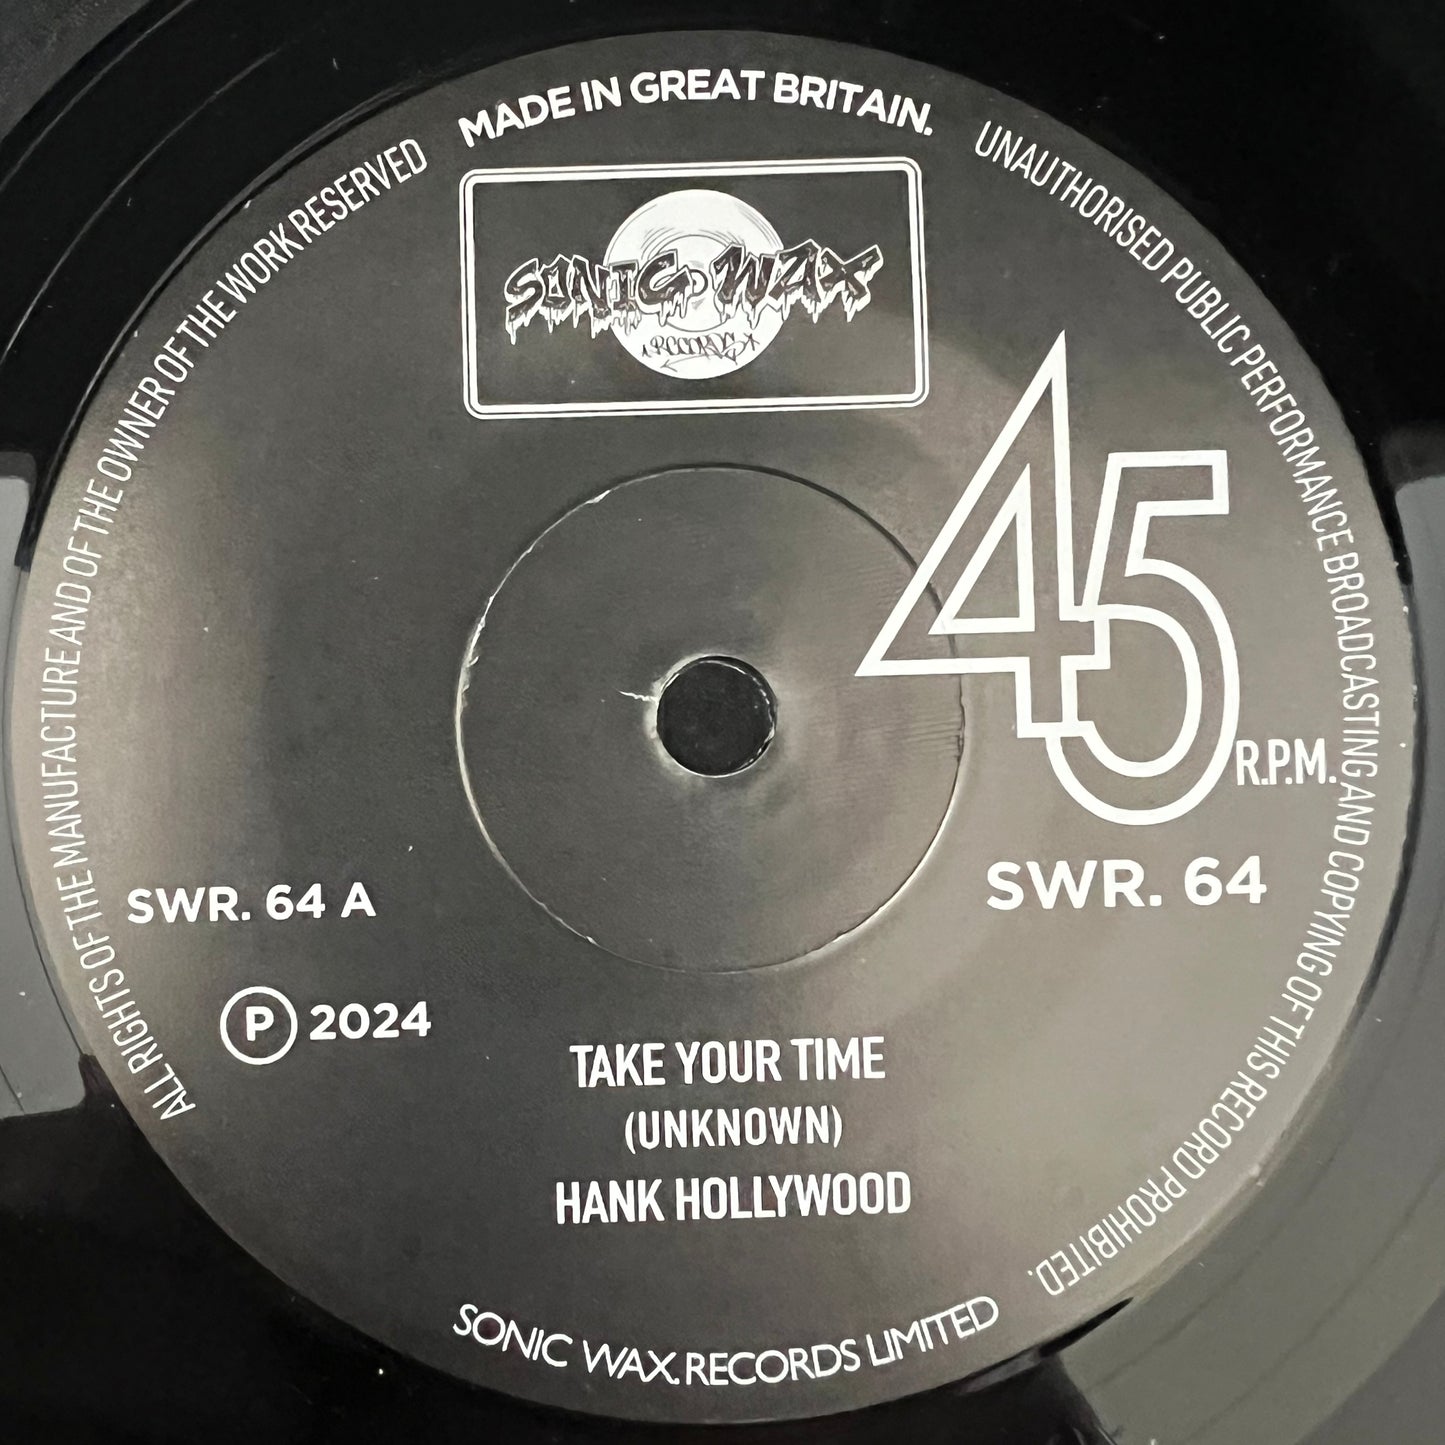 MADE IN GREAT BRITAIN.
UNAUTHORISED PUBLIC PERFORMANCE BROADCASTING AND COPYING OF THIS RECORD PROHIBITED.
ALL RIGHTS OF THE MANUFACTURE AND OF THE OWNER OF THE WORK RESERVED
SONIC WAX
RECORDS
45
R.P.M.
SWR. 64
SWR. 64 A
P 2024
TAKE YOUR TIME
(UNKNOWN)
HANK HOLLYWOOD
SONIC WAX.RECORDS LIMITED